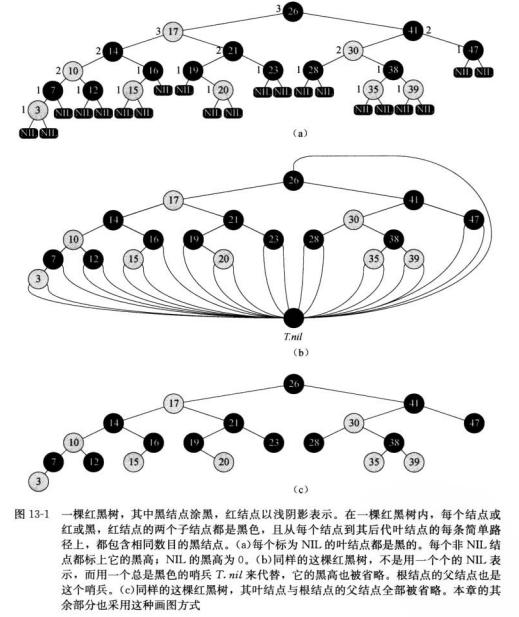 3 26
3 17 41 2
2 14 2 21 2 30 1 47
2 10 1 16 1 19 1 23 1 28 1 38 NIL NIL
1 7 1 12 1 15 NIL NIL NIL 20 NIL NIL NIL NIL 1 35 1 39
1 3 NIL NIL NIL NIL NIL NIL NIL NIL NIL NIL NIL
NIL NIL
(a)
26
17 41
14 21 30 47
10 16 19 23 28 38
7 12 15 20 35 39
3
T.nil
(b)
26
17 41
14 21 30 47
10 16 19 23 28 38
7 12 15 20 35 39
3
(c)
图 13-1 一棵红黑树，其中黑结点涂黑，红结点以浅阴影表示。在一棵红黑树内，每个结点或
红或黑，红结点的两个子结点都是黑色，且从每个结点到其后代叶结点的每条简单路
径上，都包含相同数目的黑结点。(a)每个标为 NIL 的叶结点都是黑的。每个非 NIL 结
点都标上它的黑高；NIL 的黑高为 0。(b)同样的这棵红黑树，不是用一个个的 NIL 表
示，而用一个总是黑色的哨兵 T.nil 来代替，它的黑高也被省略。根结点的父结点也是
这个哨兵。(c)同样的这棵红黑树，其叶结点与根结点的父结点全部被省略。本章的其
余部分也采用这种画图方式